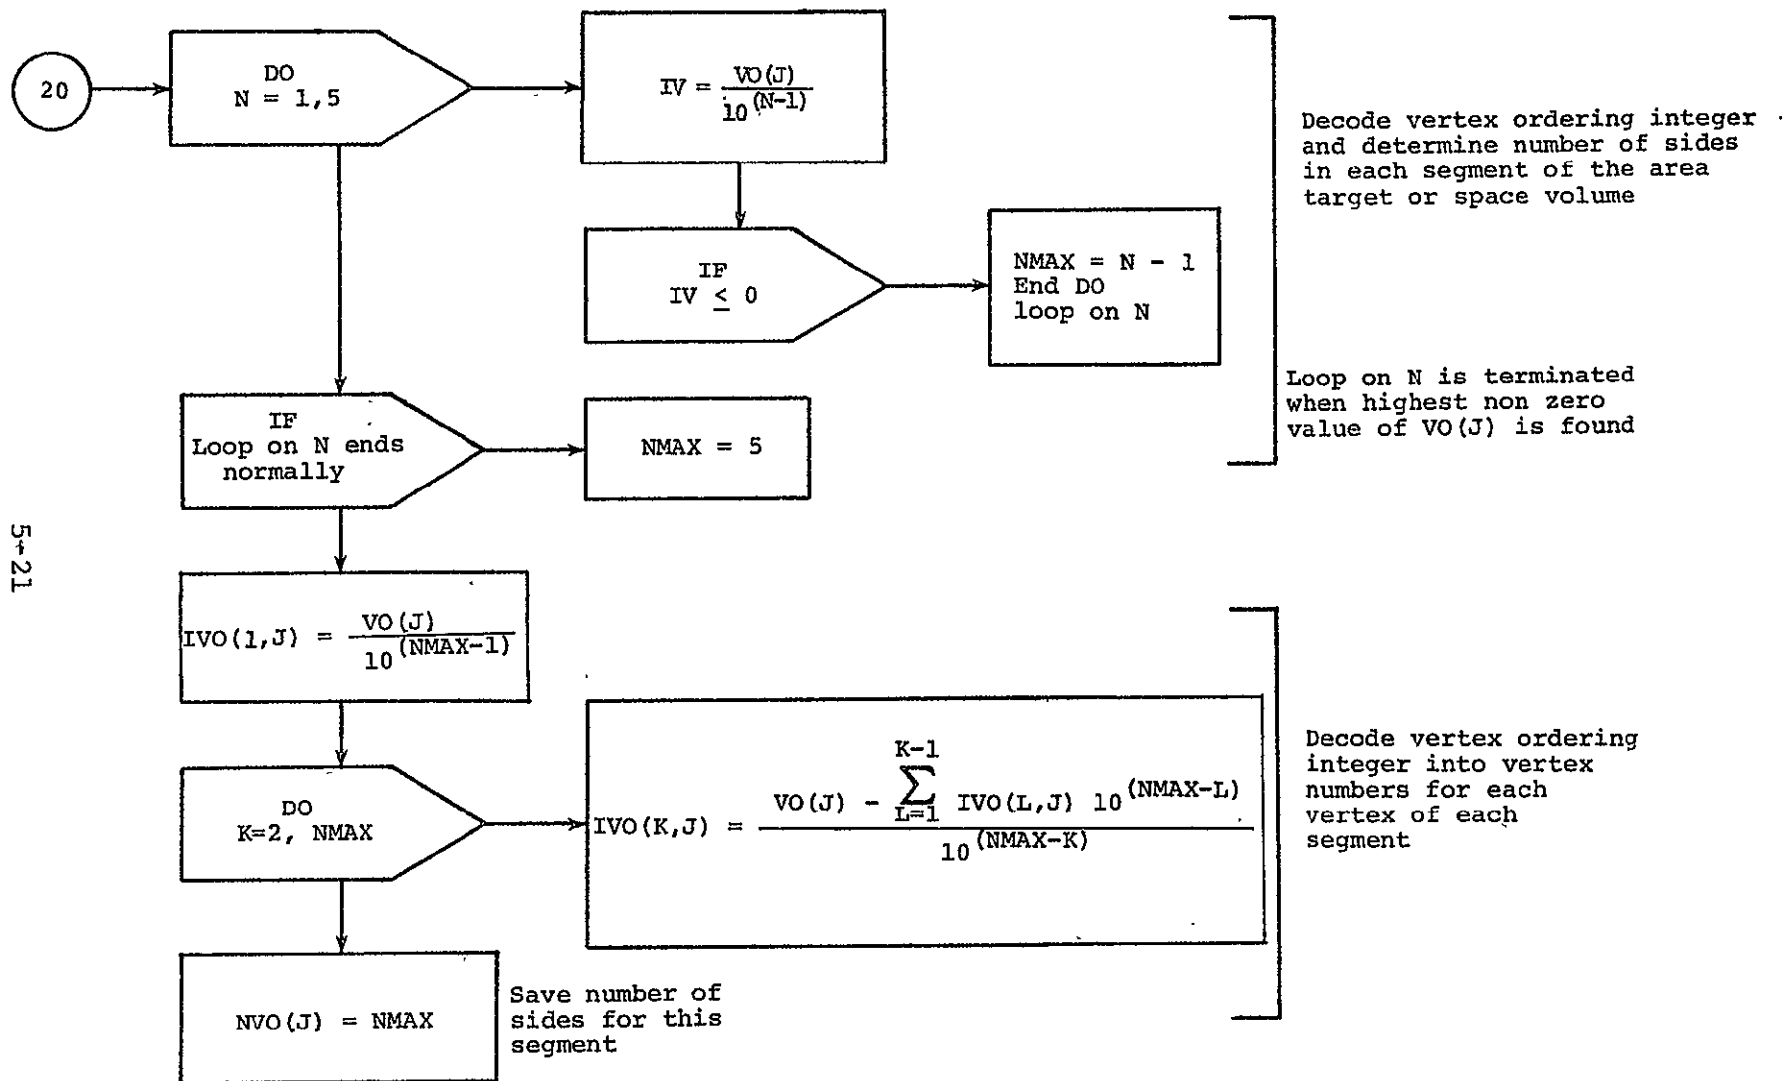 20
DO
N = 1,5
IV = VO(J) / 10^(N-1)
IF
IV ≤ 0
NMAX = N - 1
End DO
loop on N
Decode vertex ordering integer
and determine number of sides
in each segment of the area
target or space volume
IF
Loop on N ends
normally
NMAX = 5
Loop on N is terminated
when highest non zero
value of VO(J) is found
IVO(1,J) = VO(J) / 10^(NMAX-1)
DO
K=2, NMAX
IVO(K,J) = VO(J) - K-1 ∑ L=1 IVO(L,J) 10^(NMAX-L) / 10^(NMAX-K)
Decode vertex ordering
integer into vertex
numbers for each
vertex of each
segment
NVO(J) = NMAX
Save number of
sides for this
segment
5-21